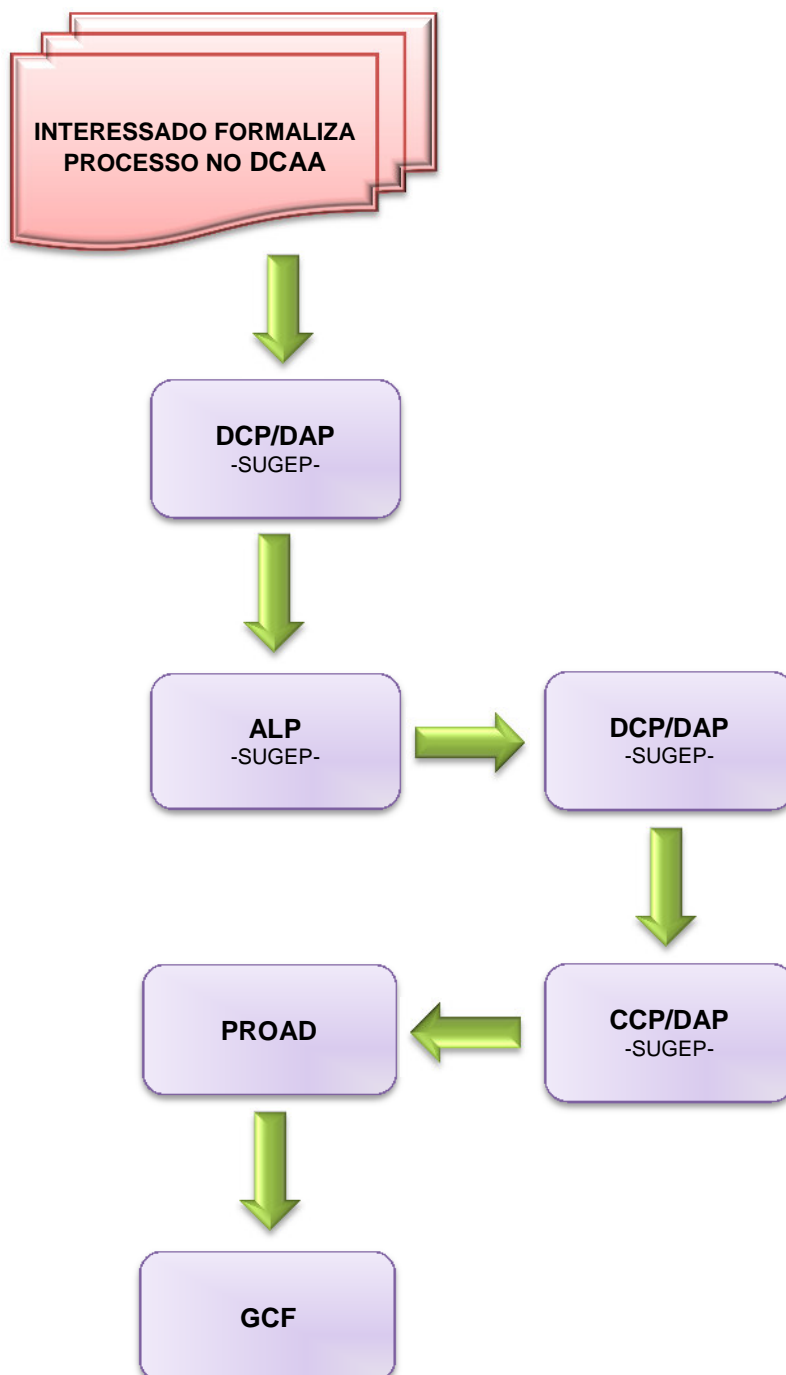 INTERESSADO FORMALIZA
PROCESSO NO DCAA
DCP/DAP
-SUGEP-
ALP
-SUGEP-
DCP/DAP
-SUGEP-
CCP/DAP
-SUGEP-
PROAD
GCF